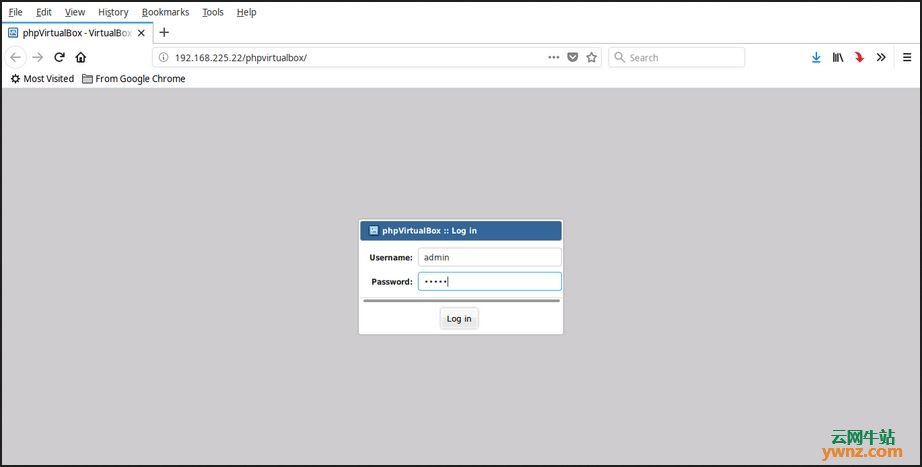 File Edit View History Bookmarks Tools Help
phpVirtualBox - VirtualBox
192.168.225.22/phpvirtualbox/ Search
Most Visited From Google Chrome
phpVirtualBox :: Log in
Username: admin
Password: •••••
Log in
云网牛站
ywnz.com